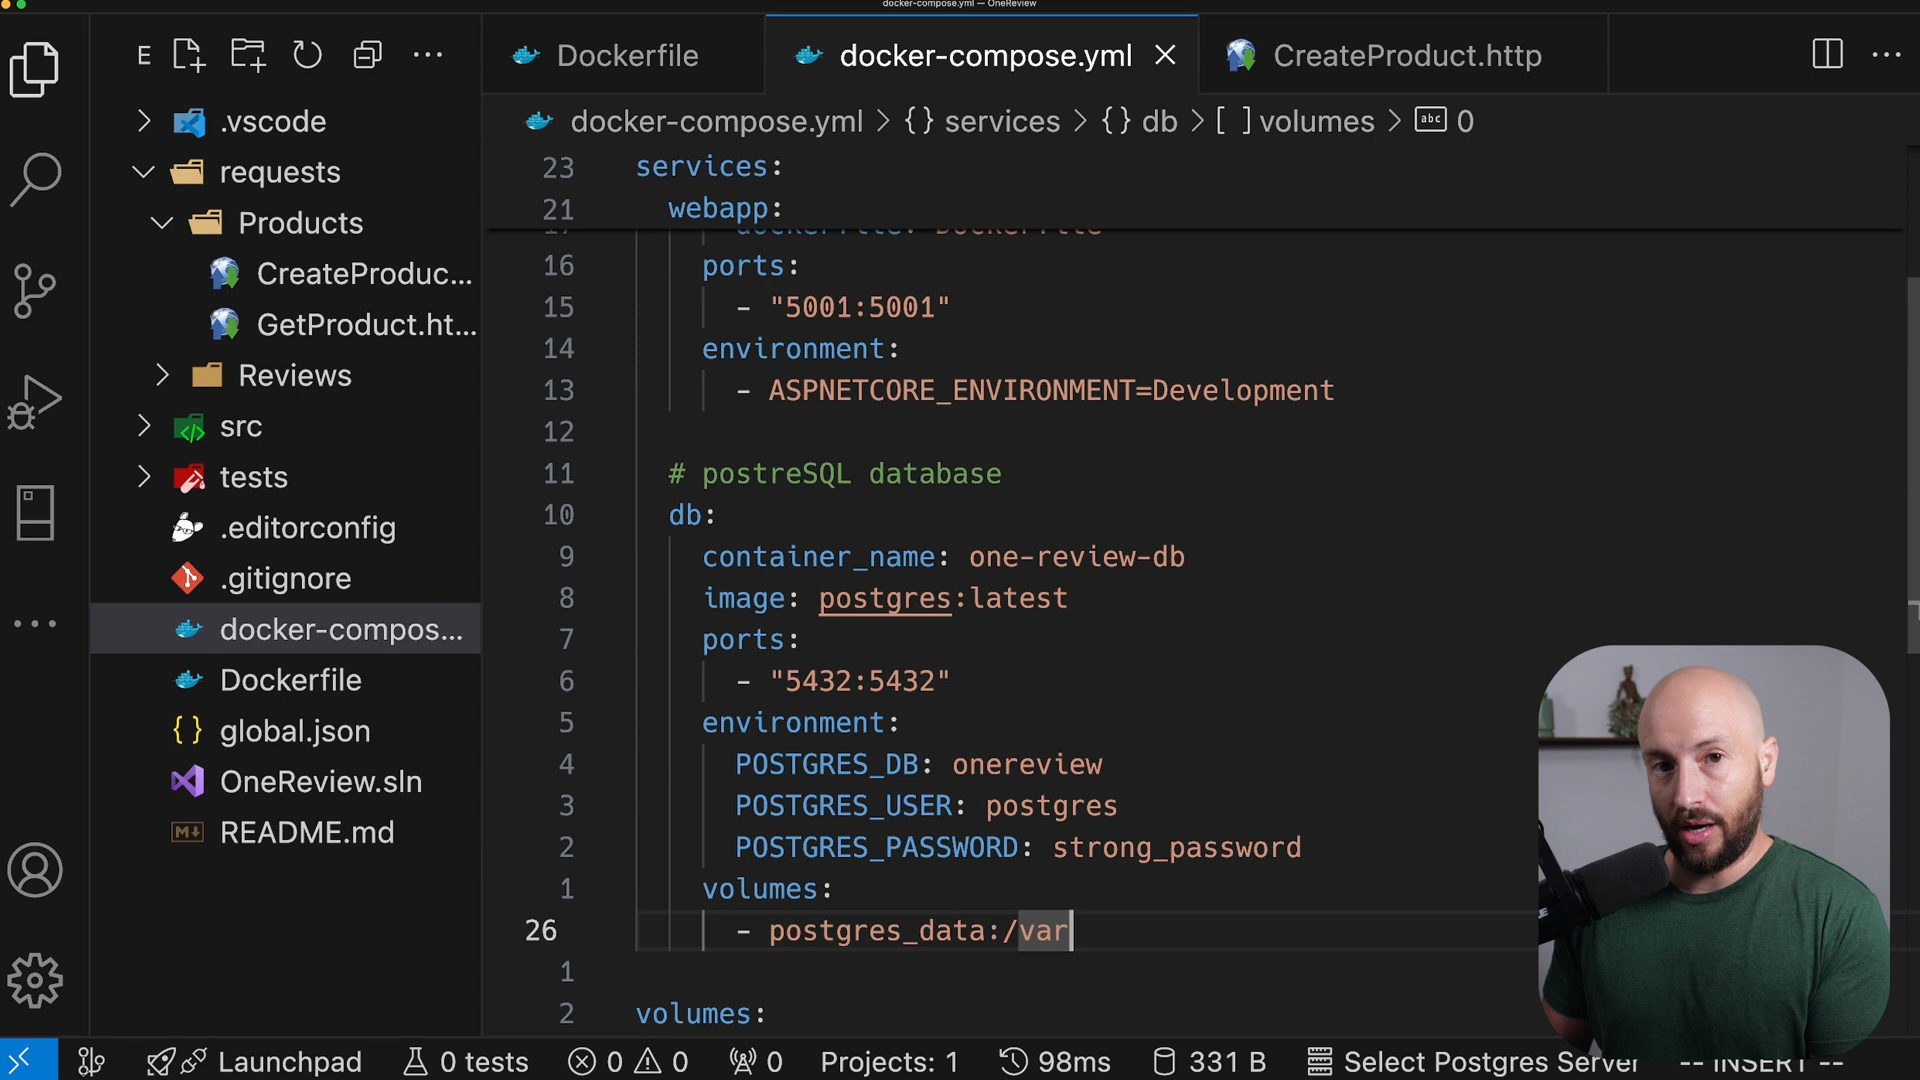 docker-compose.yml — OneReview
E
Dockerfile
docker-compose.yml
CreateProduct.http
docker-compose.yml > {} services > {} db > [ ] volumes > abc 0
.vscode
requests
Products
CreateProduc...
GetProduct.ht...
Reviews
src
tests
.editorconfig
.gitignore
docker-compos...
Dockerfile
global.json
OneReview.sln
README.md
23 services:
21 webapp:
17 dockerfile: Dockerfile
16 ports:
15 - "5001:5001"
14 environment:
13 - ASPNETCORE_ENVIRONMENT=Development
12
11 # postreSQL database
10 db:
9 container_name: one-review-db
8 image: postgres:latest
7 ports:
6 - "5432:5432"
5 environment:
4 POSTGRES_DB: onereview
3 POSTGRES_USER: postgres
2 POSTGRES_PASSWORD: strong_password
1 volumes:
26 - postgres_data:/var
1
2 volumes:
Launchpad 0 tests 0 0 0 Projects: 1 98ms 331 B Select Postgres Server -- INSERT --